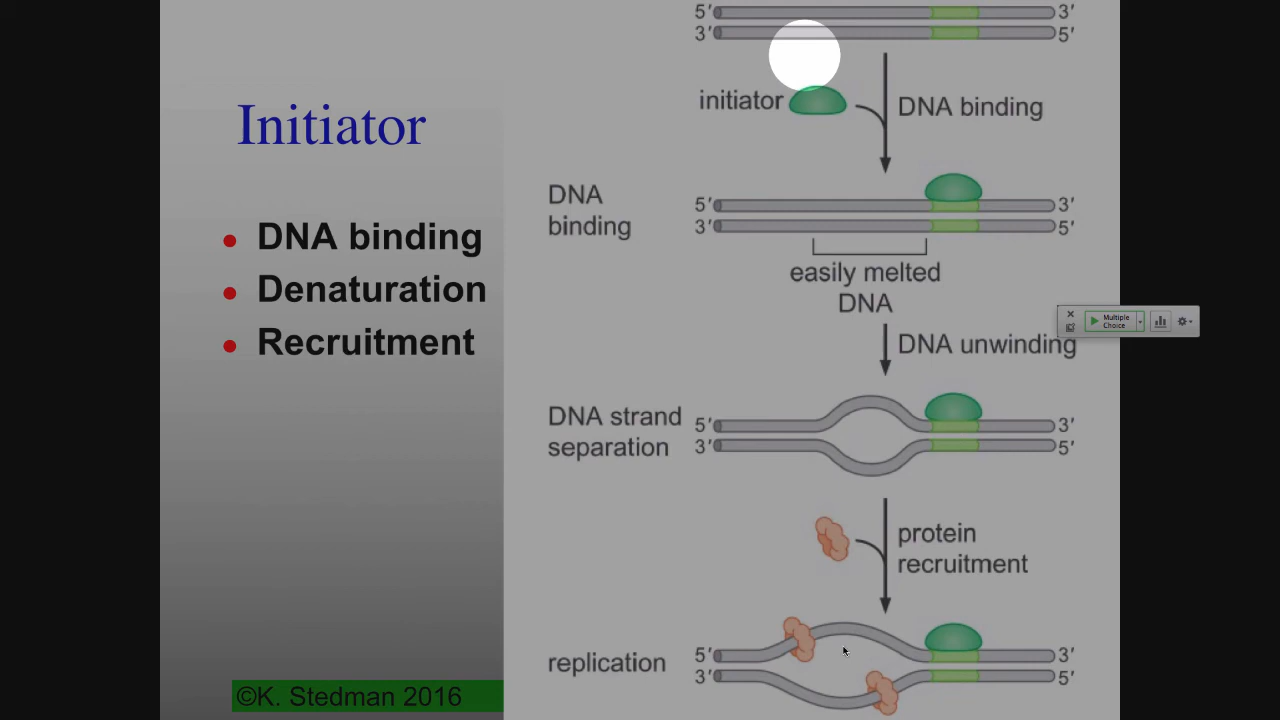 Initiator
DNA binding
Denaturation
Recruitment
©K. Stedman 2016
5′ 3′
3′ 5′
initiator
DNA binding
DNA
binding
5′ 3′
3′ 5′
easily melted
DNA
Multiple
Choice
DNA unwinding
DNA strand
separation
5′ 3′
3′ 5′
protein
recruitment
replication
5′ 3′
3′ 5′